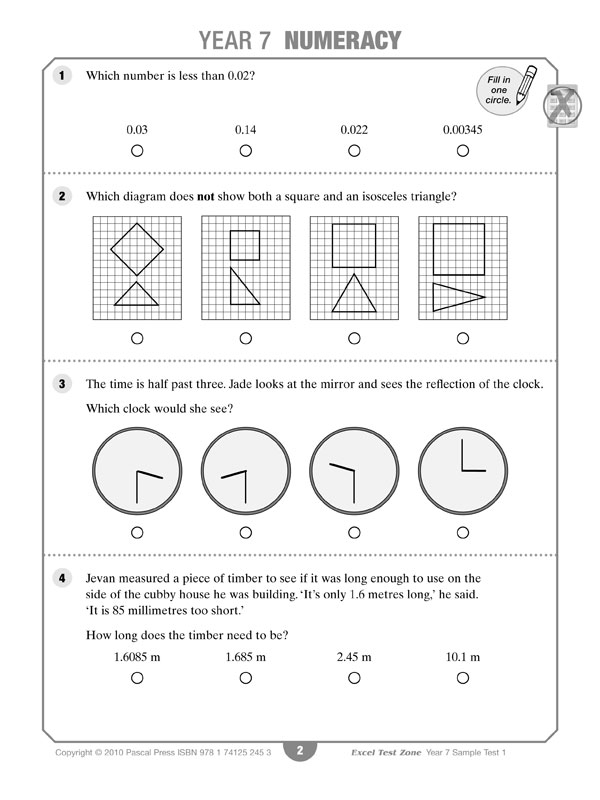 YEAR 7 NUMERACY
1 Which number is less than 0.02?
Fill in
one
circle.
0.03 0.14 0.022 0.00345
2 Which diagram does not show both a square and an isosceles triangle?
3 The time is half past three. Jade looks at the mirror and sees the reflection of the clock.
Which clock would she see?
4 Jevan measured a piece of timber to see if it was long enough to use on the
side of the cubby house he was building. ‘It’s only 1.6 metres long,’ he said.
‘It is 85 millimetres too short.’
How long does the timber need to be?
1.6085 m 1.685 m 2.45 m 10.1 m
Copyright © 2010 Pascal Press ISBN 978 1 74125 245 3 2 Excel Test Zone Year 7 Sample Test 1